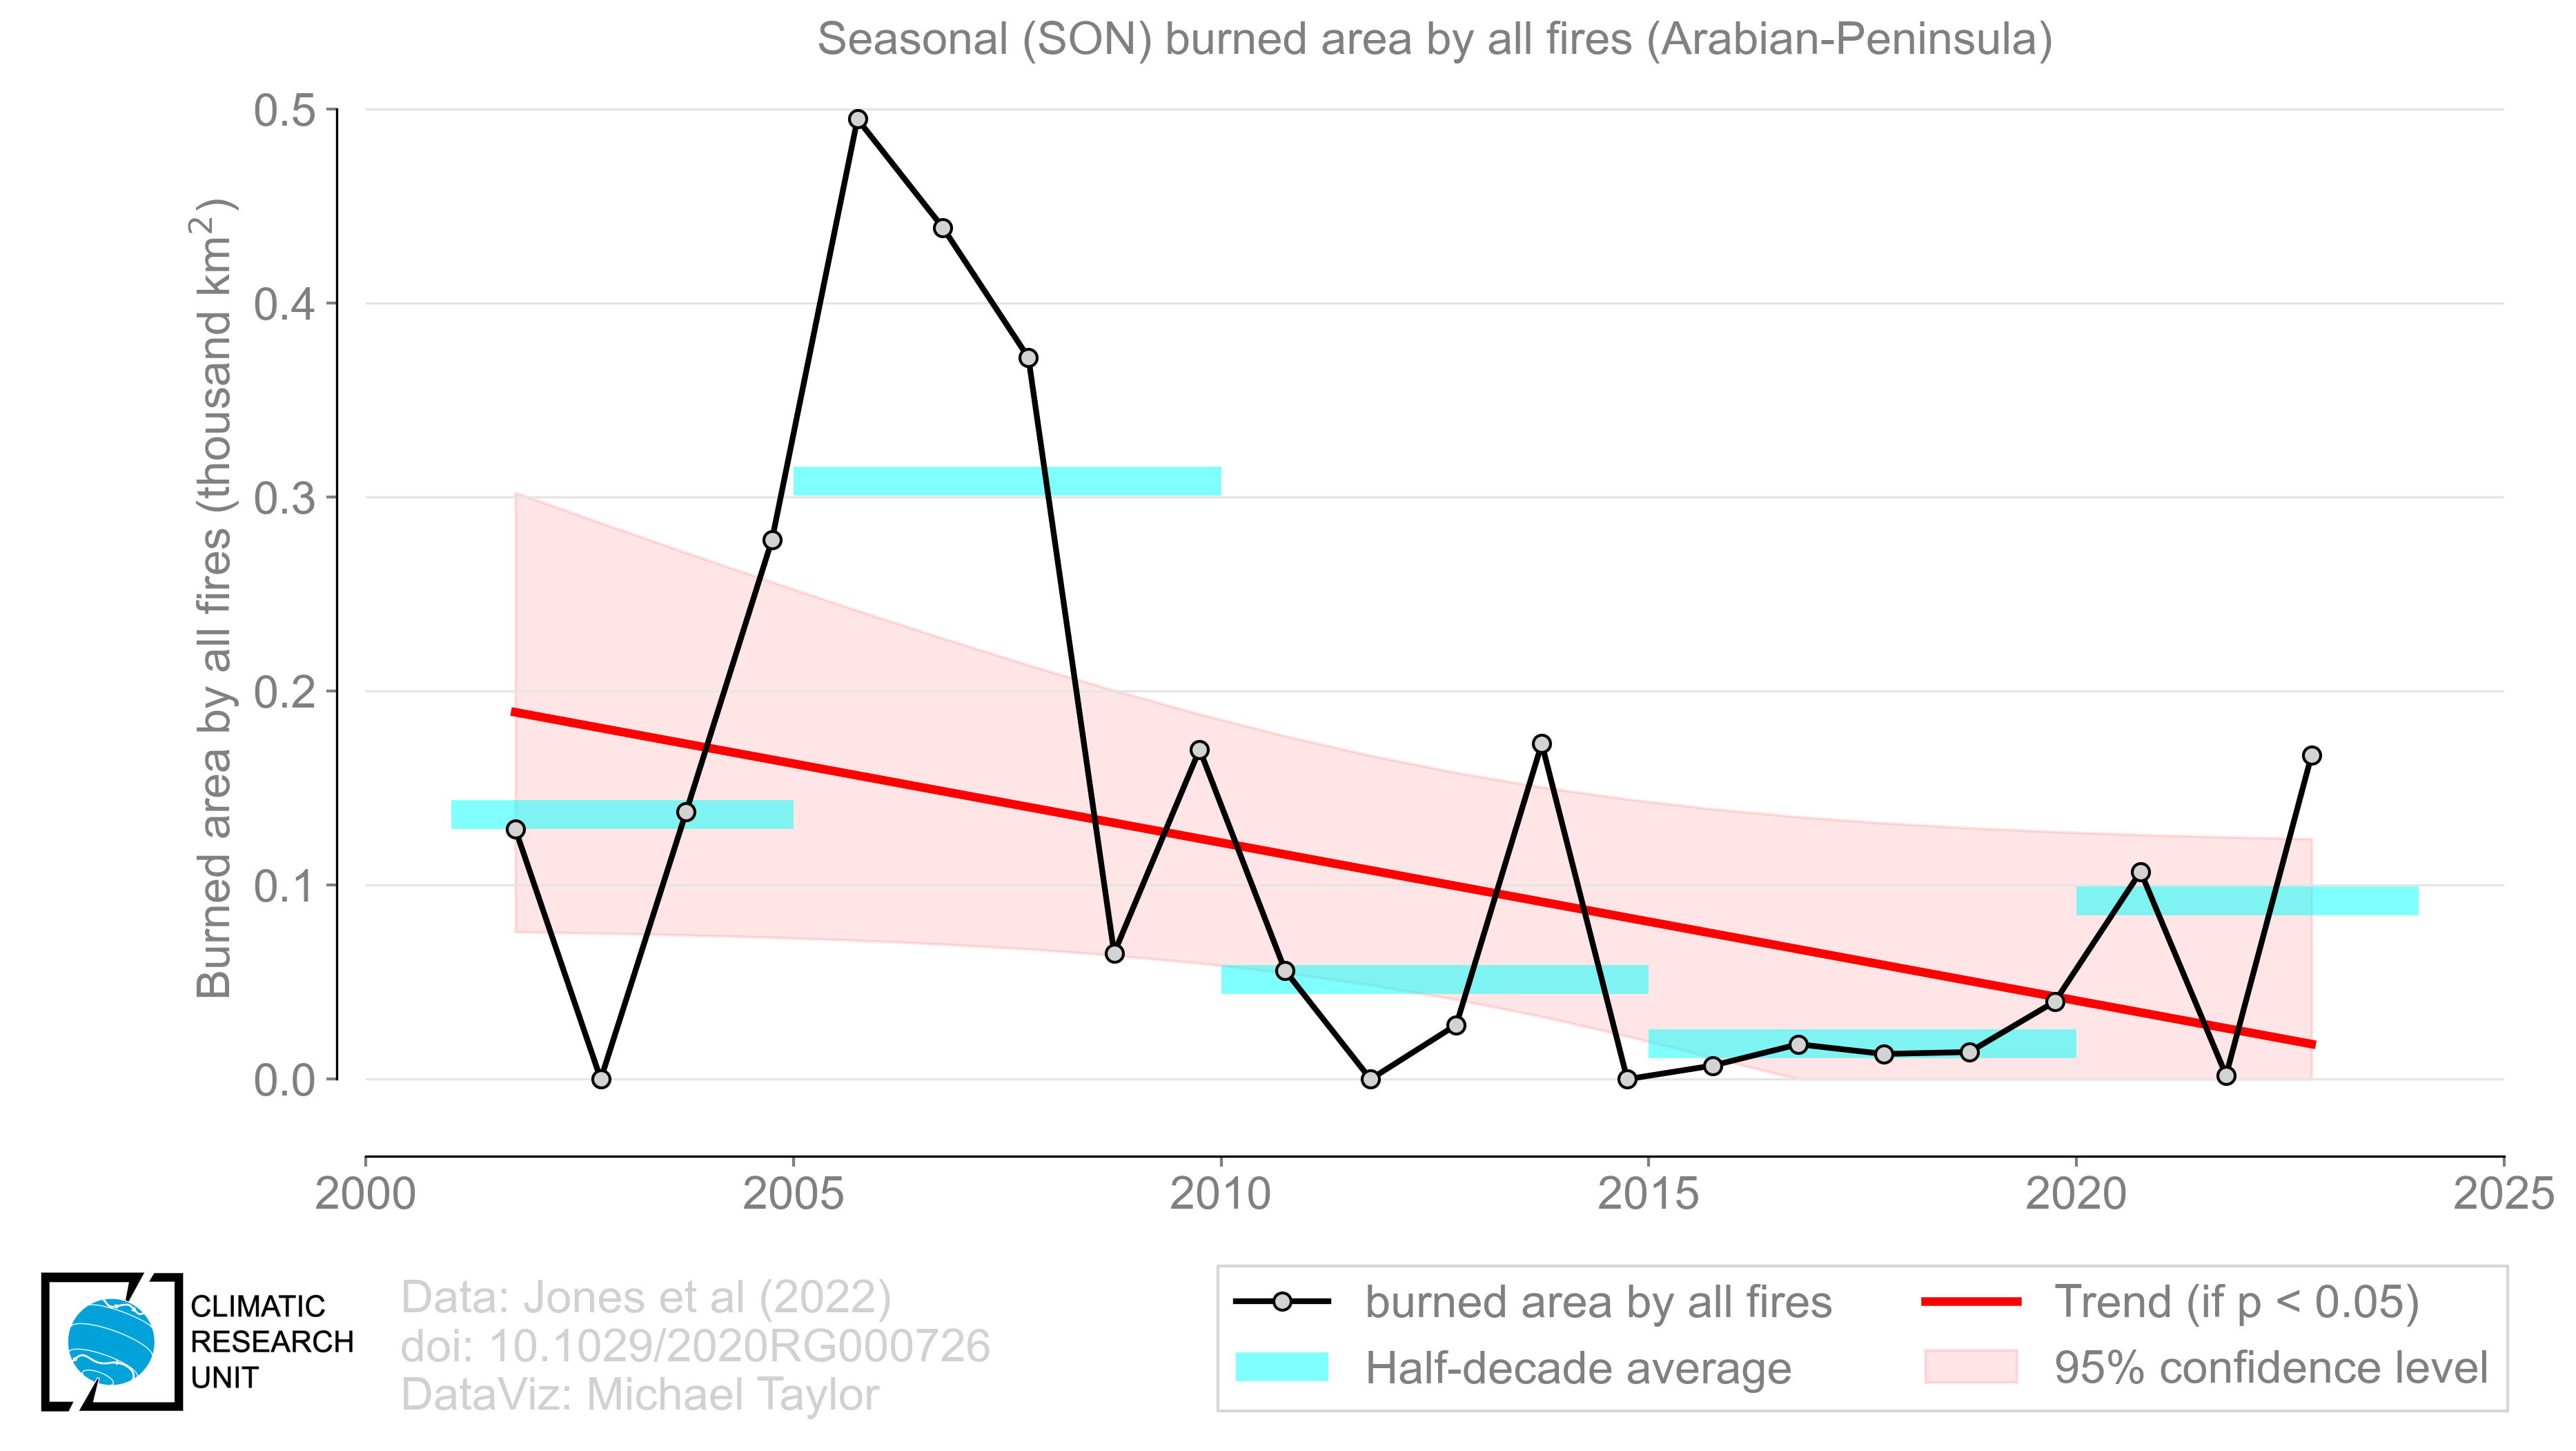 Seasonal (SON) burned area by all fires (Arabian-Peninsula)
Burned area by all fires (thousand km²)
0.5
0.4
0.3
0.2
0.1
0.0
2000 2005 2010 2015 2020 2025
CLIMATIC
RESEARCH
UNIT
Data: Jones et al (2022)
doi: 10.1029/2020RG000726
DataViz: Michael Taylor
burned area by all fires
Half-decade average
Trend (if p < 0.05)
95% confidence level